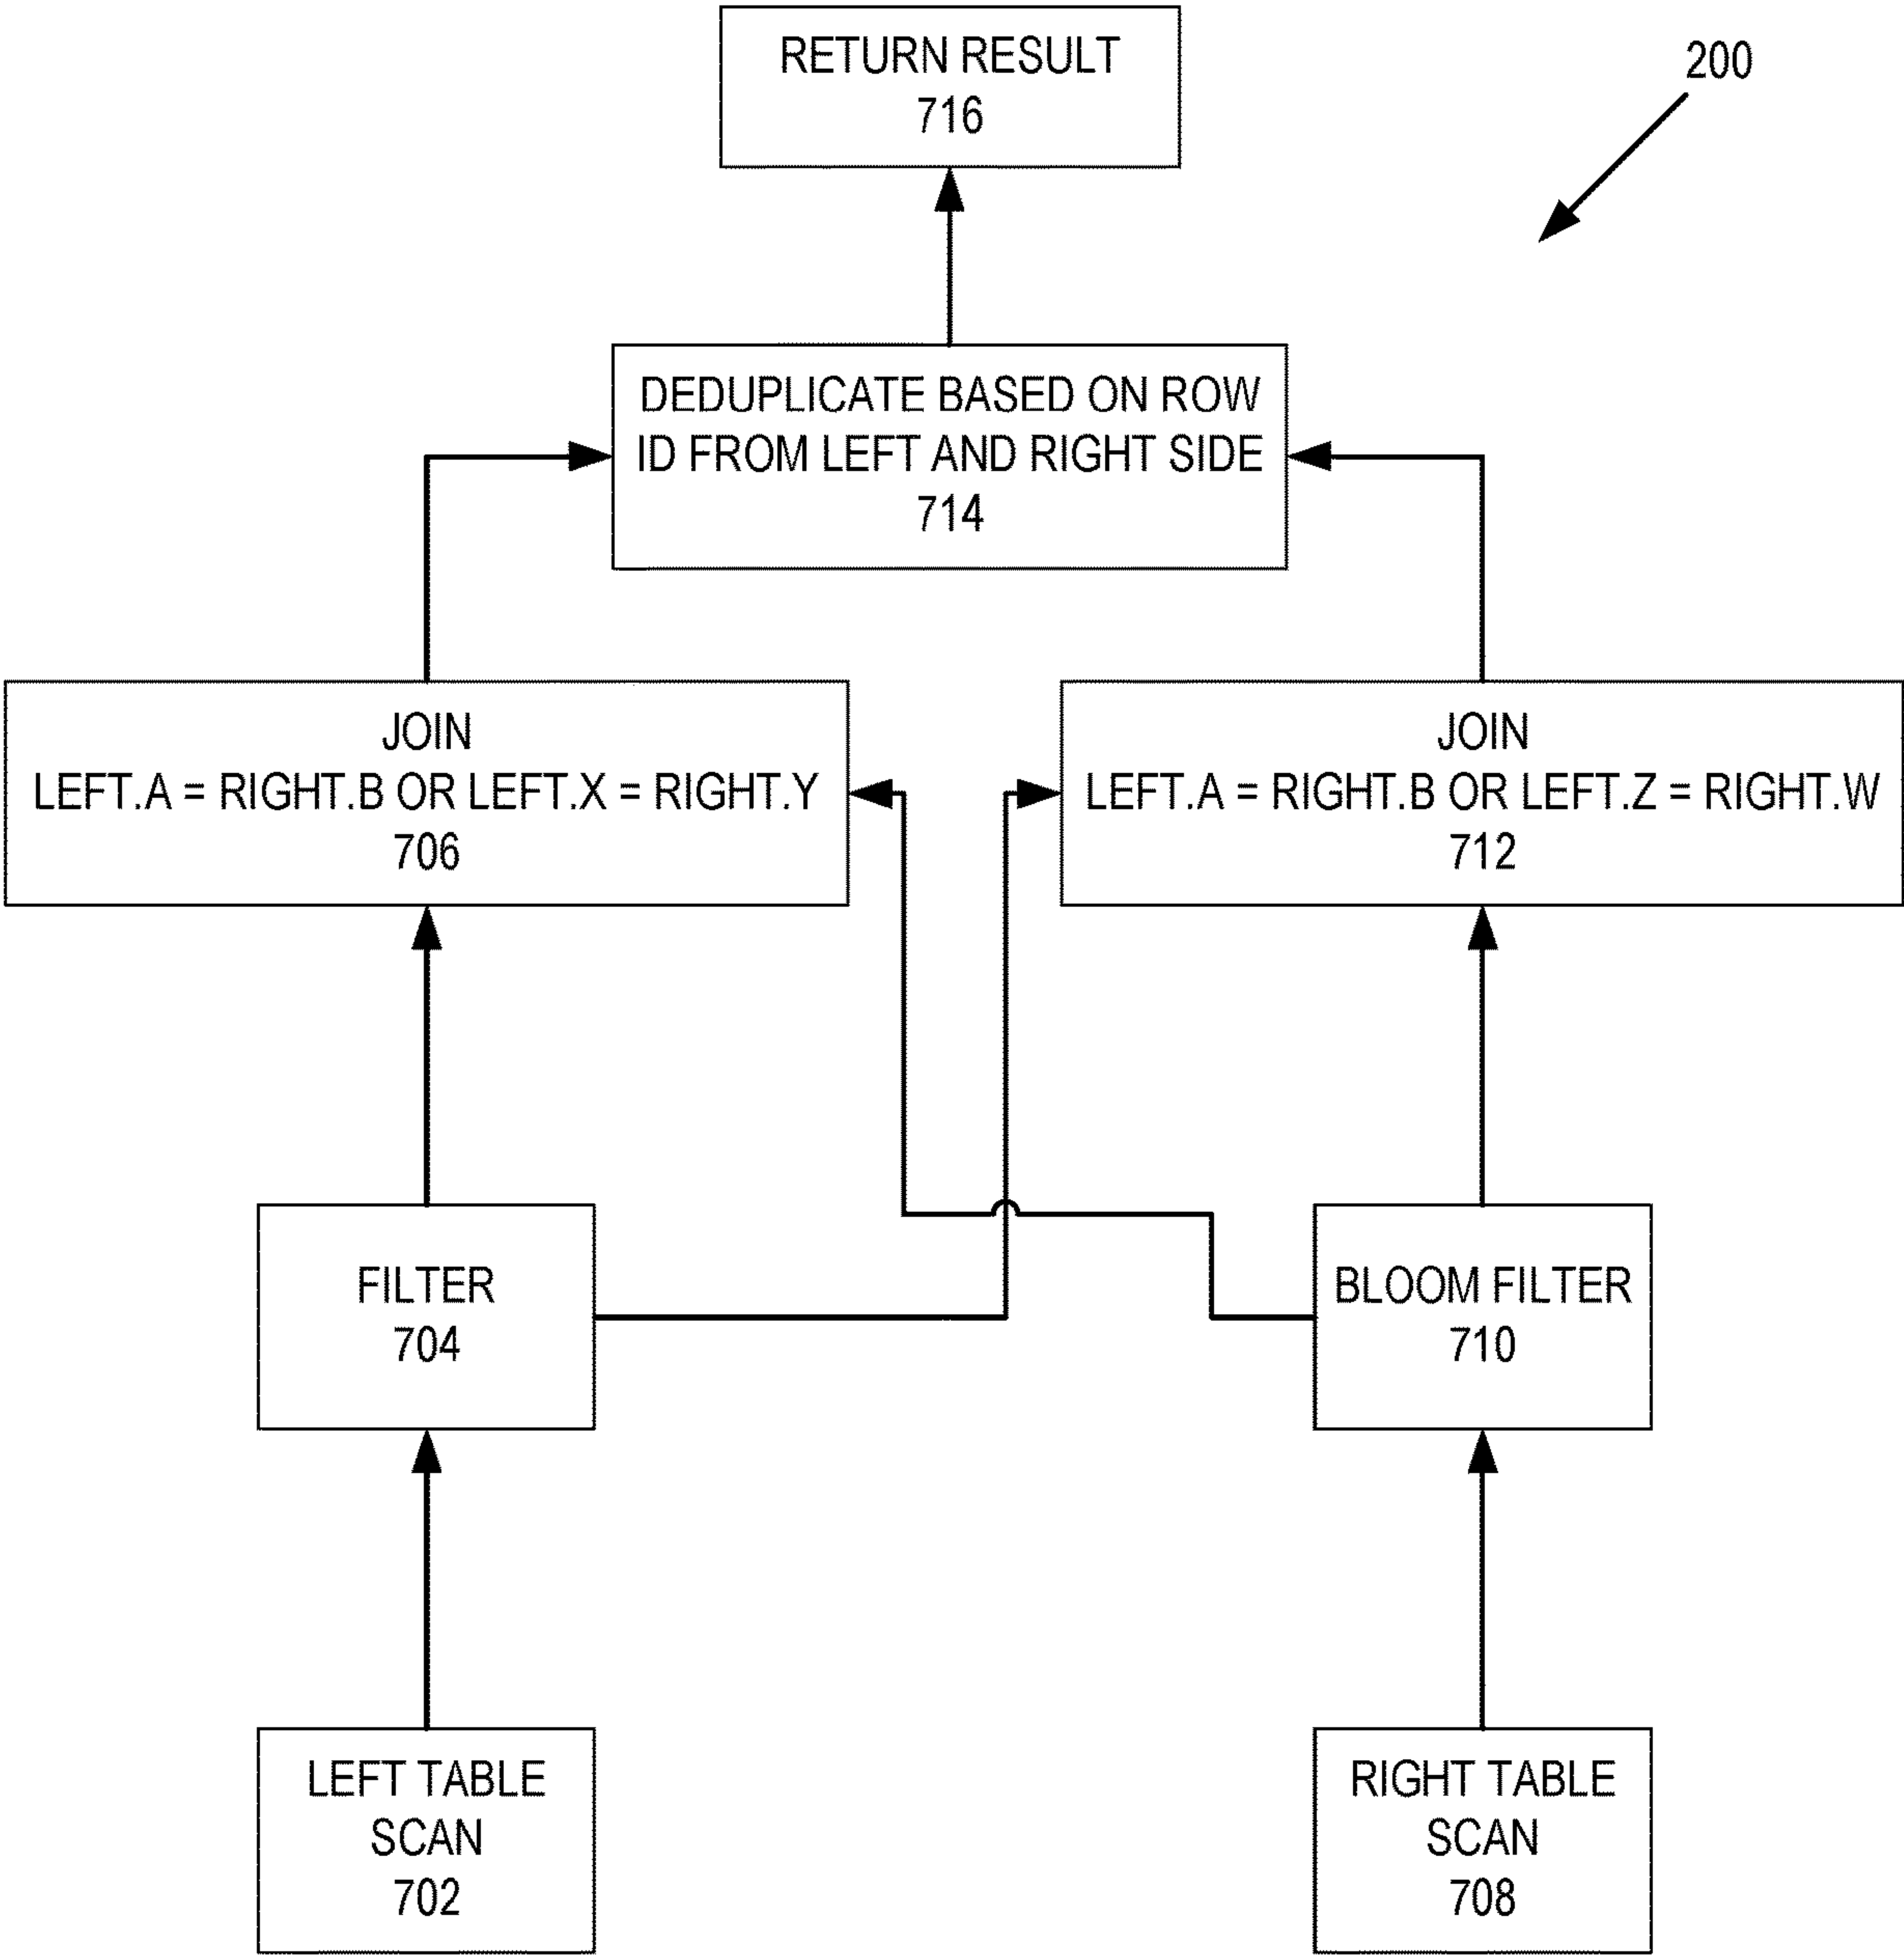 RETURN RESULT
716
200
DEDUPLICATE BASED ON ROW
ID FROM LEFT AND RIGHT SIDE
714
JOIN
LEFT.A = RIGHT.B OR LEFT.X = RIGHT.Y
706
JOIN
LEFT.A = RIGHT.B OR LEFT.Z = RIGHT.W
712
FILTER
704
BLOOM FILTER
710
LEFT TABLE
SCAN
702
RIGHT TABLE
SCAN
708